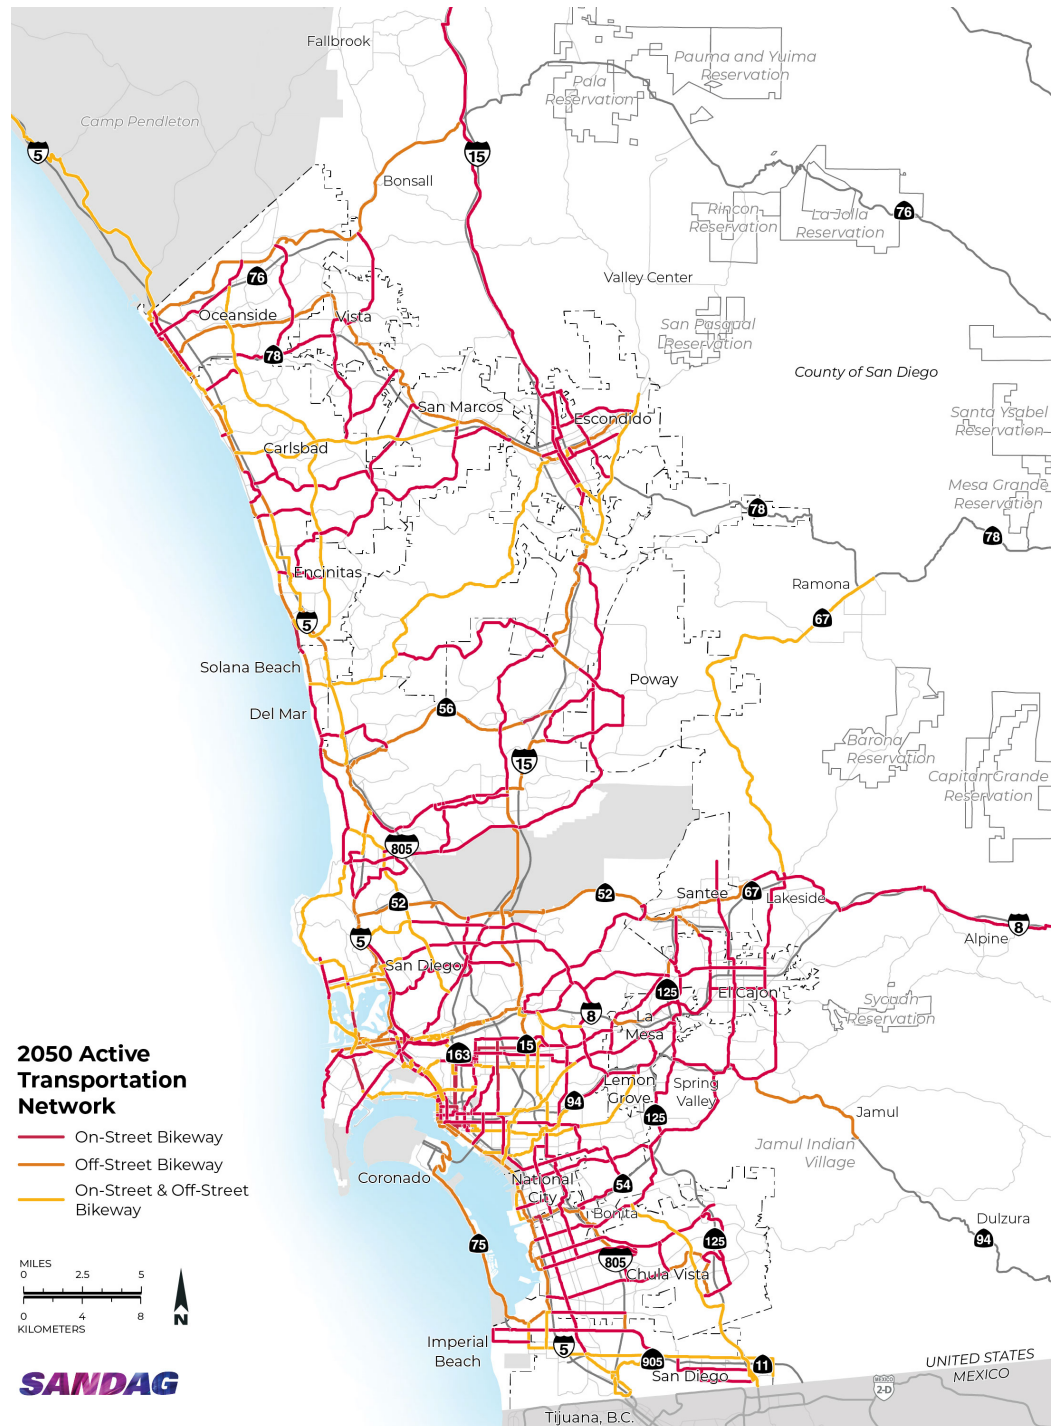 Fallbrook
Pauma and Yuima
Reservation
Pala
Reservation
Camp Pendleton
5
15
Bonsall
Rincon
Reservation
La Jolla
Reservation
76
76
Valley Center
Oceanside
Vista
San Pasqual
Reservation
78
County of San Diego
San Marcos
Escondido
Santa Ysabel
Reservation
Carlsbad
Mesa Grande
Reservation
78
78
Encinitas
Ramona
5
67
Solana Beach
Poway
Del Mar
56
15
Barona
Reservation
Capitan Grande
Reservation
805
52
52
Santee
67
Lakeside
5
8
Alpine
San Diego
125
El Cajon
Sycuan
Reservation
8
La
Mesa
2050 Active
Transportation
Network
163
15
Lemon
Grove
Spring
Valley
94
125
Jamul
On-Street Bikeway
Off-Street Bikeway
On-Street & Off-Street
Bikeway
Jamul Indian
Village
Coronado
National
City
54
Bonita
Dulzura
94
75
125
805
Chula Vista
MILES
0 2.5 5
0 4 8
KILOMETERS
N
Imperial
Beach
5
905
11
San Diego
UNITED STATES
MEXICO
MEXICO
2-D
SANDAG
Tijuana, B.C.